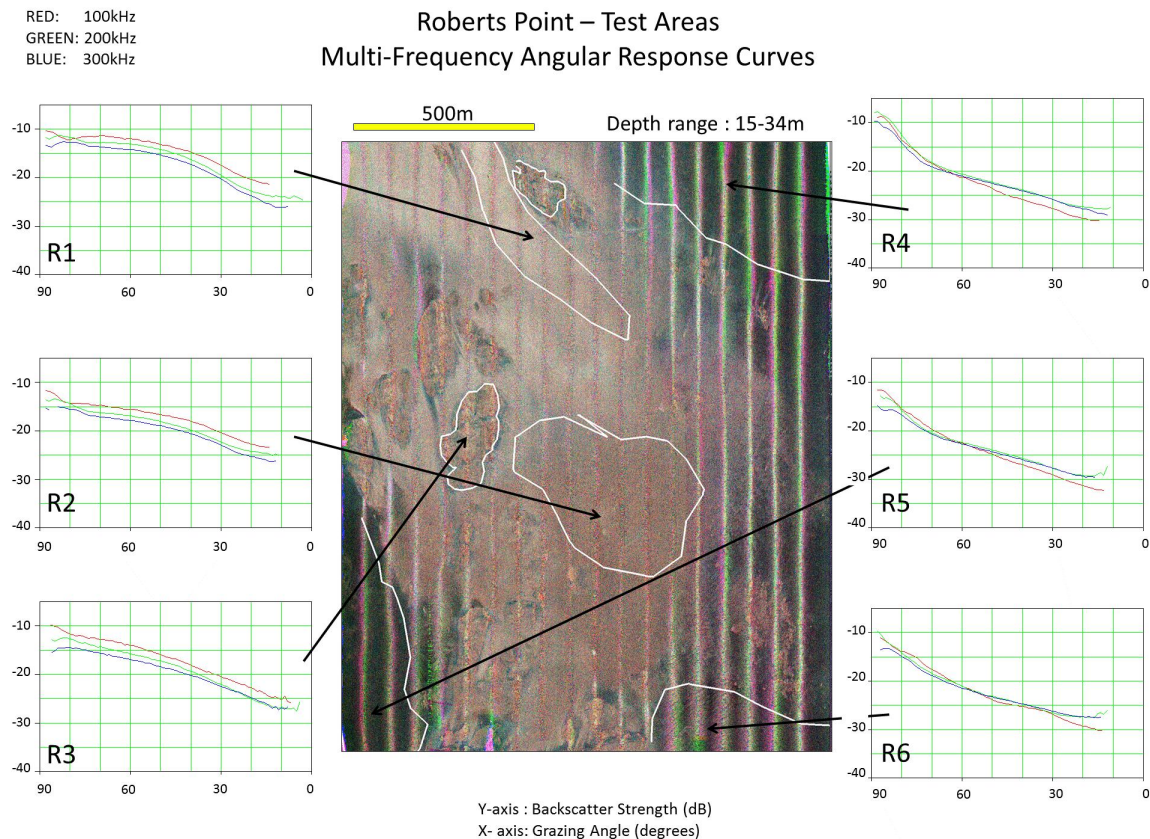 RED: 100kHz
GREEN: 200kHz
BLUE: 300kHz
Roberts Point – Test Areas
Multi-Frequency Angular Response Curves
500m
Depth range : 15-34m
-10
-20
-30
-40
R1
90 60 30 0
-10
-20
-30
-40
R2
90 60 30 0
-10
-20
-30
-40
R3
90 60 30 0
-10
-20
-30
-40
R4
90 60 30 0
-10
-20
-30
-40
R5
90 60 30 0
-10
-20
-30
-40
R6
90 60 30 0
Y-axis : Backscatter Strength (dB)
X- axis: Grazing Angle (degrees)